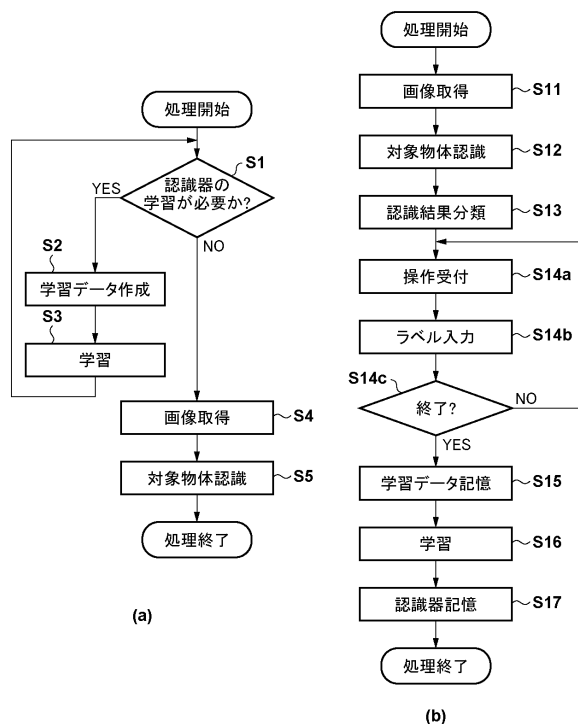 処理開始
S1
認識器の
学習が必要か?
YES
NO
S2
学習データ作成
S3
学習
画像取得
S4
対象物体認識
S5
処理終了
(a)
処理開始
画像取得
S11
対象物体認識
S12
認識結果分類
S13
操作受付
S14a
ラベル入力
S14b
S14c
終了?
NO
YES
学習データ記憶
S15
学習
S16
認識器記憶
S17
処理終了
(b)